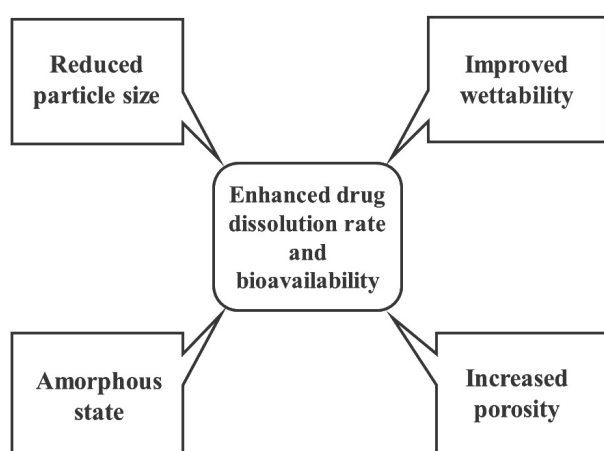 Reduced
particle size
Improved
wettability
Enhanced drug
dissolution rate
and
bioavailability
Amorphous
state
Increased
porosity